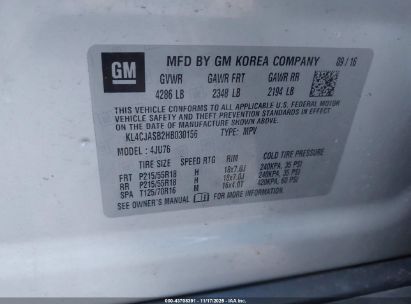 GM
MFD BY GM KOREA COMPANY 09/16
GVWR GAWR FRT GAWR RR
4286 LB 2348 LB 2194 LB
THIS VEHICLE CONFORMS TO ALL APPLICABLE U.S. FEDERAL MOTOR
VEHICLE SAFETY AND THEFT PREVENTION STANDARDS IN EFFECT
ON THE DATE OF MANUFACTURE SHOWN ABOVE.
KL4CJASB2HB030156 TYPE: MPV
MODEL: 4JU76
TIRE SIZE SPEED RTG RIM COLD TIRE PRESSURE
FRT P215/55R18 H 18x7.0J 240KPA, 35 PSI
RR P215/55R18 H 18x7.0J 240KPA, 35 PSI
SPA T125/70R16 M 16x4.0T 420KPA, 60 PSI
SEE OWNER'S MANUAL FOR MORE INFORMATION.